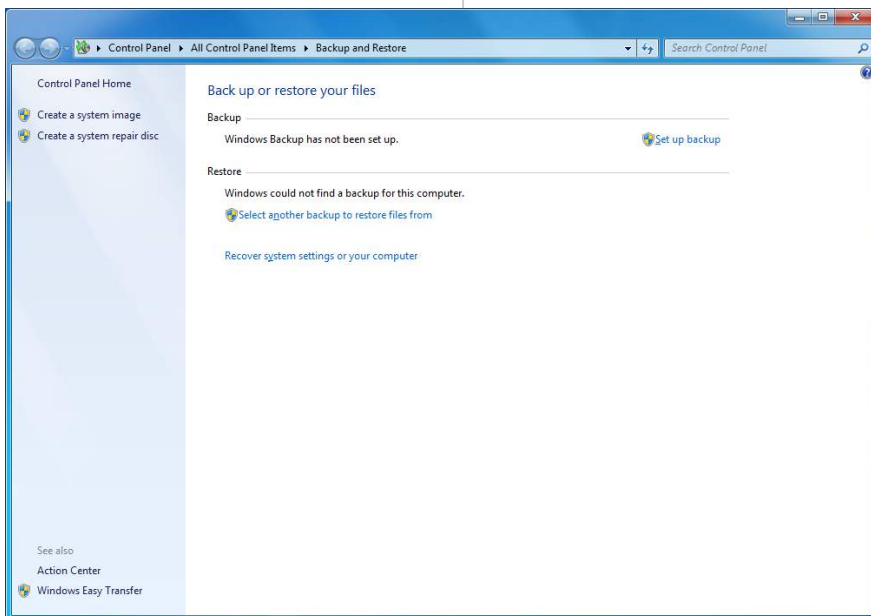 Control Panel ▸ All Control Panel Items ▸ Backup and Restore
Search Control Panel
Control Panel Home
Create a system image
Create a system repair disc
Back up or restore your files
Backup
Windows Backup has not been set up.
Set up backup
Restore
Windows could not find a backup for this computer.
Select another backup to restore files from
Recover system settings or your computer
See also
Action Center
Windows Easy Transfer